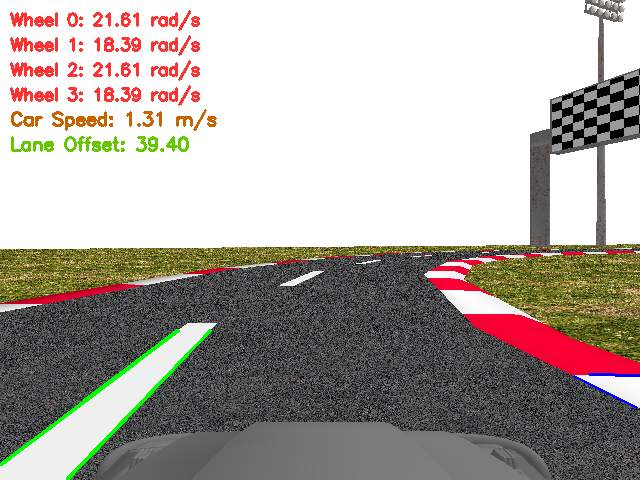 Wheel 0: 21.61 rad/s
Wheel 1: 18.39 rad/s
Wheel 2: 21.61 rad/s
Wheel 3: 18.39 rad/s
Car Speed: 1.31 m/s
Lane Offset: 39.40